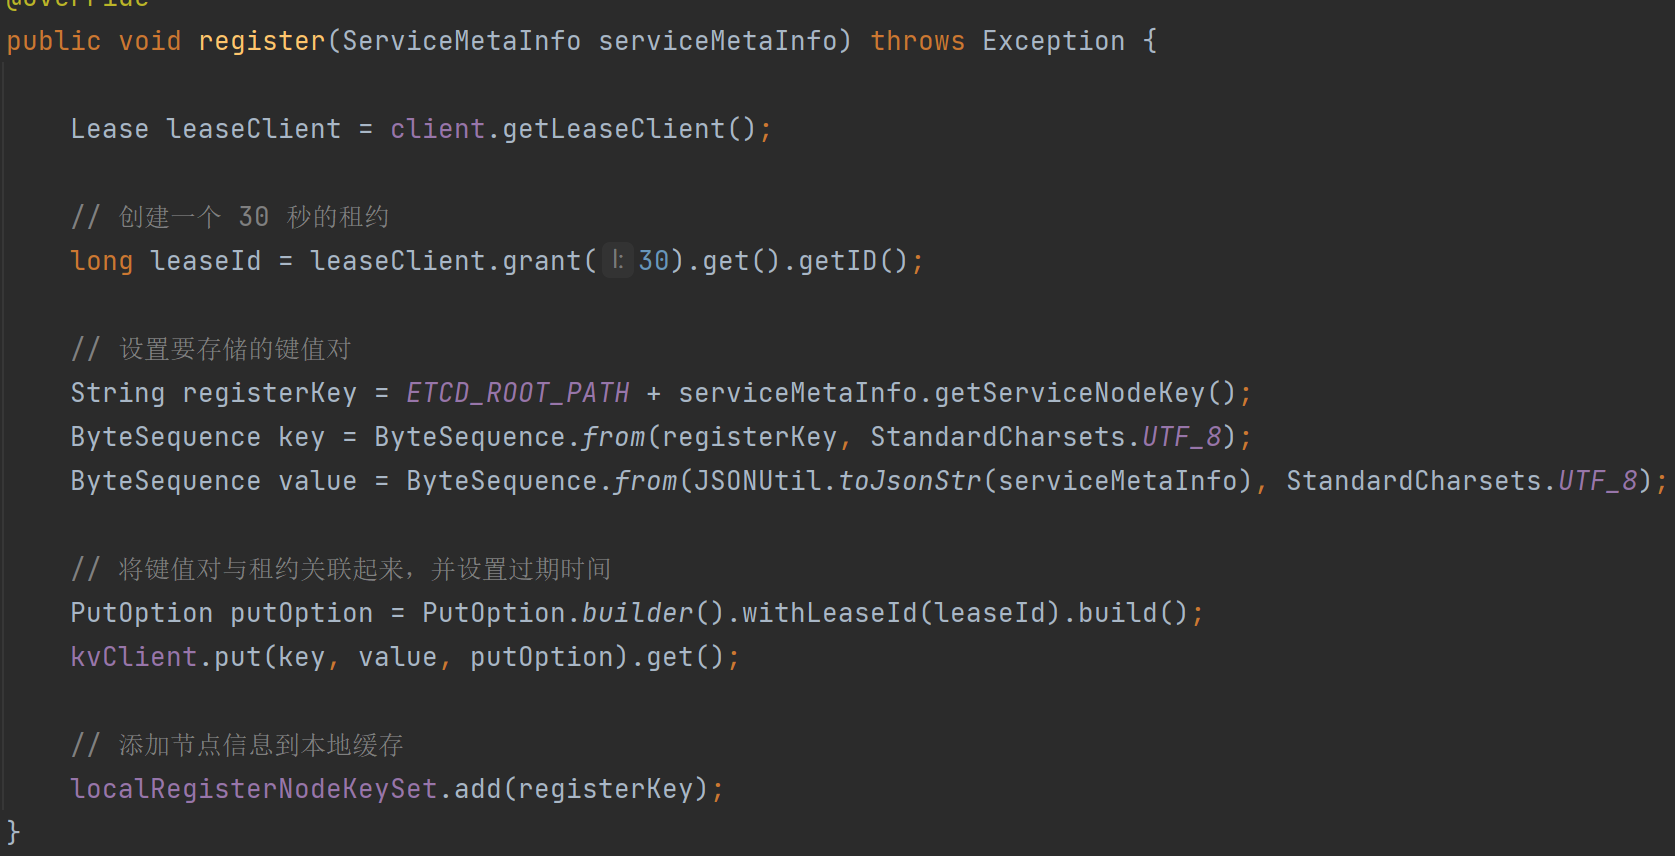 @Override
public void register(ServiceMetaInfo serviceMetaInfo) throws Exception {
Lease leaseClient = client.getLeaseClient();
// 创建一个 30 秒的租约
long leaseId = leaseClient.grant( l: 30).get().getID();
// 设置要存储的键值对
String registerKey = ETCD_ROOT_PATH + serviceMetaInfo.getServiceNodeKey();
ByteSequence key = ByteSequence.from(registerKey, StandardCharsets.UTF_8);
ByteSequence value = ByteSequence.from(JSONUtil.toJsonStr(serviceMetaInfo), StandardCharsets.UTF_8);
// 将键值对与租约关联起来，并设置过期时间
PutOption putOption = PutOption.builder().withLeaseId(leaseId).build();
kvClient.put(key, value, putOption).get();
// 添加节点信息到本地缓存
localRegisterNodeKeySet.add(registerKey);
}